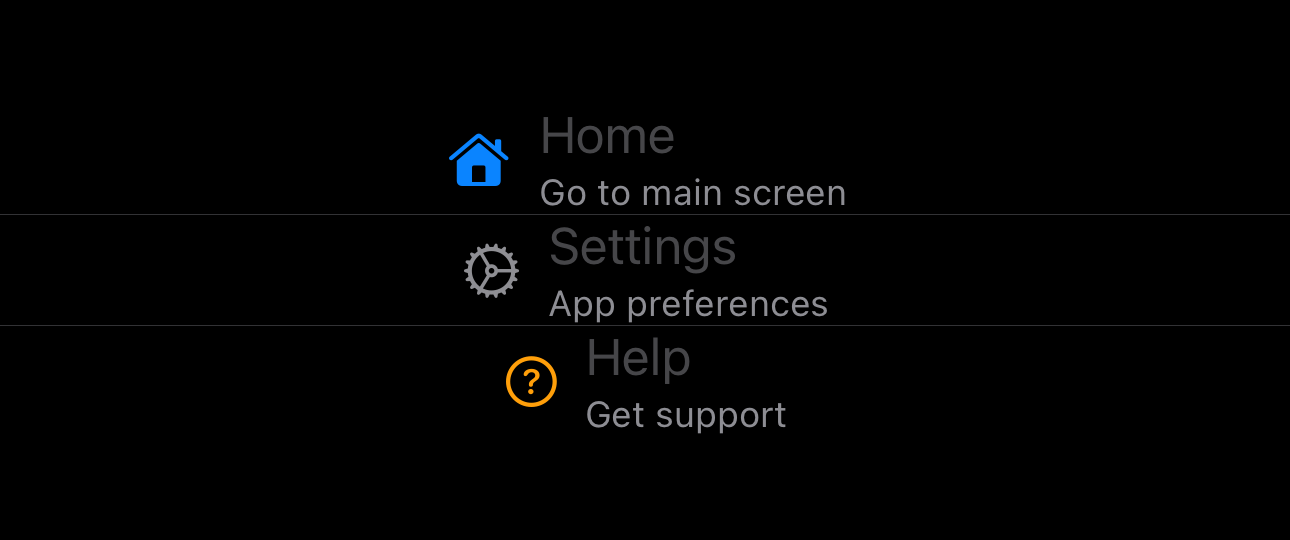 Home
Go to main screen
Settings
App preferences
Help
Get support